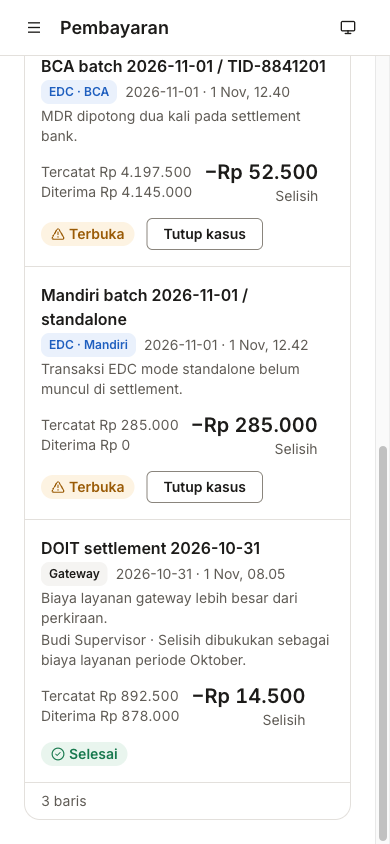 Pembayaran
BCA batch 2026-11-01 / TID-8841201
EDC · BCA 2026-11-01 · 1 Nov, 12.40
MDR dipotong dua kali pada settlement
bank.
Tercatat Rp 4.197.500 −Rp 52.500
Diterima Rp 4.145.000 Selisih
Terbuka Tutup kasus
Mandiri batch 2026-11-01 /
standalone
EDC · Mandiri 2026-11-01 · 1 Nov, 12.42
Transaksi EDC mode standalone belum
muncul di settlement.
Tercatat Rp 285.000 −Rp 285.000
Diterima Rp 0 Selisih
Terbuka Tutup kasus
DOIT settlement 2026-10-31
Gateway 2026-10-31 · 1 Nov, 08.05
Biaya layanan gateway lebih besar dari
perkiraan.
Budi Supervisor · Selisih dibukukan sebagai
biaya layanan periode Oktober.
Tercatat Rp 892.500 −Rp 14.500
Diterima Rp 878.000 Selisih
Selesai
3 baris